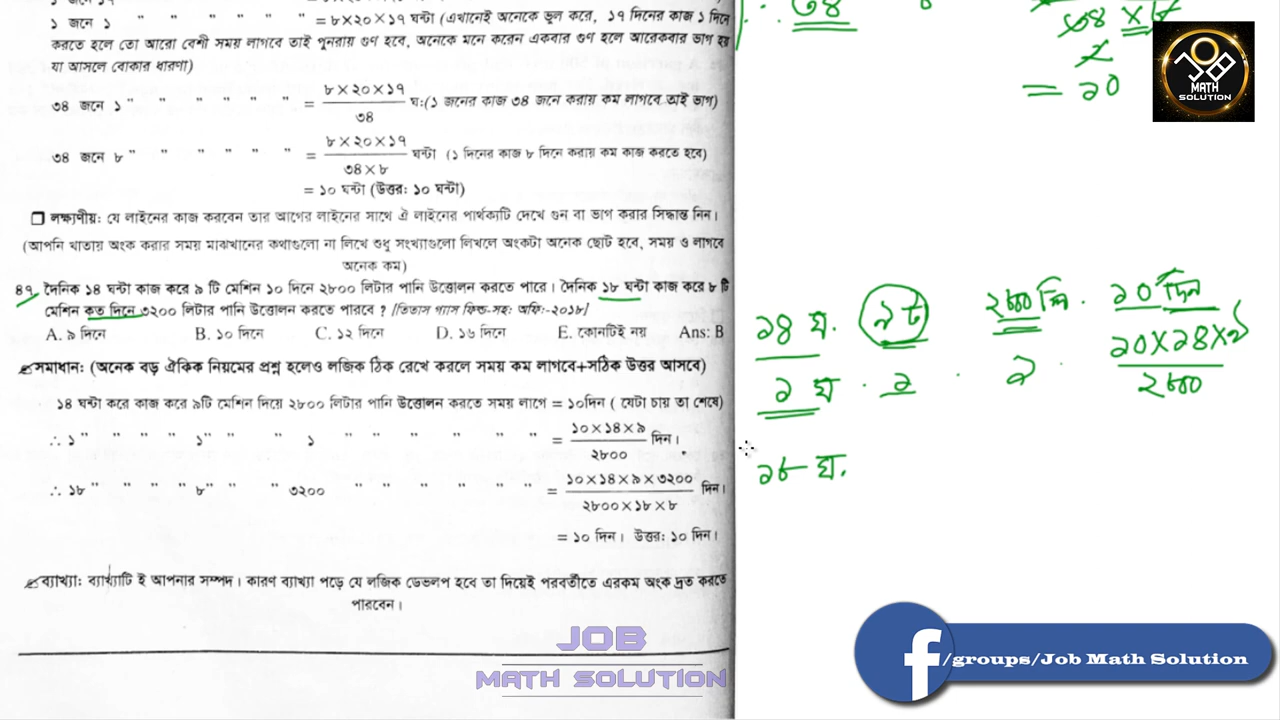 ১ জনে ১ " " " " " " = ৮×২০×১৭ ঘন্টা (এখানেই অনেকে ভুল করে, ১৭ দিনের কাজ ১ দিনে
করতে হলে তো আরো বেশী সময় লাগবে তাই পুনরায় গুণ হবে, অনেকে মনে করেন একবার গুণ হলে আরেকবার ভাগ হয়
যা আসলে বোকার ধারণা)
৩৪ জনে ১ " " " " " " = ৮×২০×১৭/৩৪ ঘ:(১ জনের কাজ ৩৪ জনে করায় কম লাগবে তাই ভাগ)
৩৪ জনে ৮ " " " " " " = ৮×২০×১৭/৩৪×৮ ঘন্টা (১ দিনের কাজ ৮ দিনে করায় কম কাজ করতে হবে)
= ১০ ঘন্টা (উত্তর: ১০ ঘন্টা)
❒ লক্ষ্যণীয়: যে লাইনের কাজ করবেন তার আগের লাইনের সাথে ঐ লাইনের পার্থক্যটি দেখে গুন বা ভাগ করার সিদ্ধান্ত নিন।
(আপনি খাতায় অংক করার সময় মাঝখানের কথাগুলো না লিখে শুধু সংখ্যাগুলো লিখলে অংকটা অনেক ছোট হবে, সময় ও লাগবে
অনেক কম)
৪৭. দৈনিক ১৪ ঘন্টা কাজ করে ৯ টি মেশিন ১০ দিনে ২৮০০ লিটার পানি উত্তোলন করতে পারে। দৈনিক ১৮ ঘন্টা কাজ করে ৮ টি
মেশিন কত দিনে ৩২০০ লিটার পানি উত্তোলন করতে পারবে ? [তিতাস গ্যাস ফিল্ড-সহ: অফি:-২০১৮]
A. ৯ দিনে B. ১০ দিনে C. ১২ দিনে D. ১৬ দিনে E. কোনটিই নয় Ans: B
✍সমাধান: (অনেক বড় ঐকিক নিয়মের প্রশ্ন হলেও লজিক ঠিক রেখে করলে সময় কম লাগবে+সঠিক উত্তর আসবে)
১৪ ঘন্টা করে কাজ করে ৯টি মেশিন দিয়ে ২৮০০ লিটার পানি উত্তোলন করতে সময় লাগে = ১০দিন ( যেটা চায় তা শেষে)
∴ ১ " " " " " ১" " " ১ " " " " " " " = ১০×১৪×৯/২৮০০ দিন।
∴ ১৮ " " " " " ৮" " " ৩২০০ " " " " " " = ১০×১৪×৯×৩২০০/২৮০০×১৮×৮ দিন।
= ১০ দিন। উত্তর: ১০ দিন।
✍ব্যাখ্যা: ব্যাখ্যাটি ই আপনার সম্পদ। কারণ ব্যাখ্যা পড়ে যে লজিক ডেভলপ হবে তা দিয়েই পরবর্তীতে এরকম অংক দ্রুত করতে
পারবেন।
JOB
MATH SOLUTION
৩৪
৩৪ × ৮
= ১০
MATH
SOLUTION
১৪ ঘ. ৯ টি ২৮০০ লি. ১০ দিন
১ ঘ . ১ . ১ . ১০×১৪×৯/২৮০০
১৮ ঘ.
f/groups/Job Math Solution